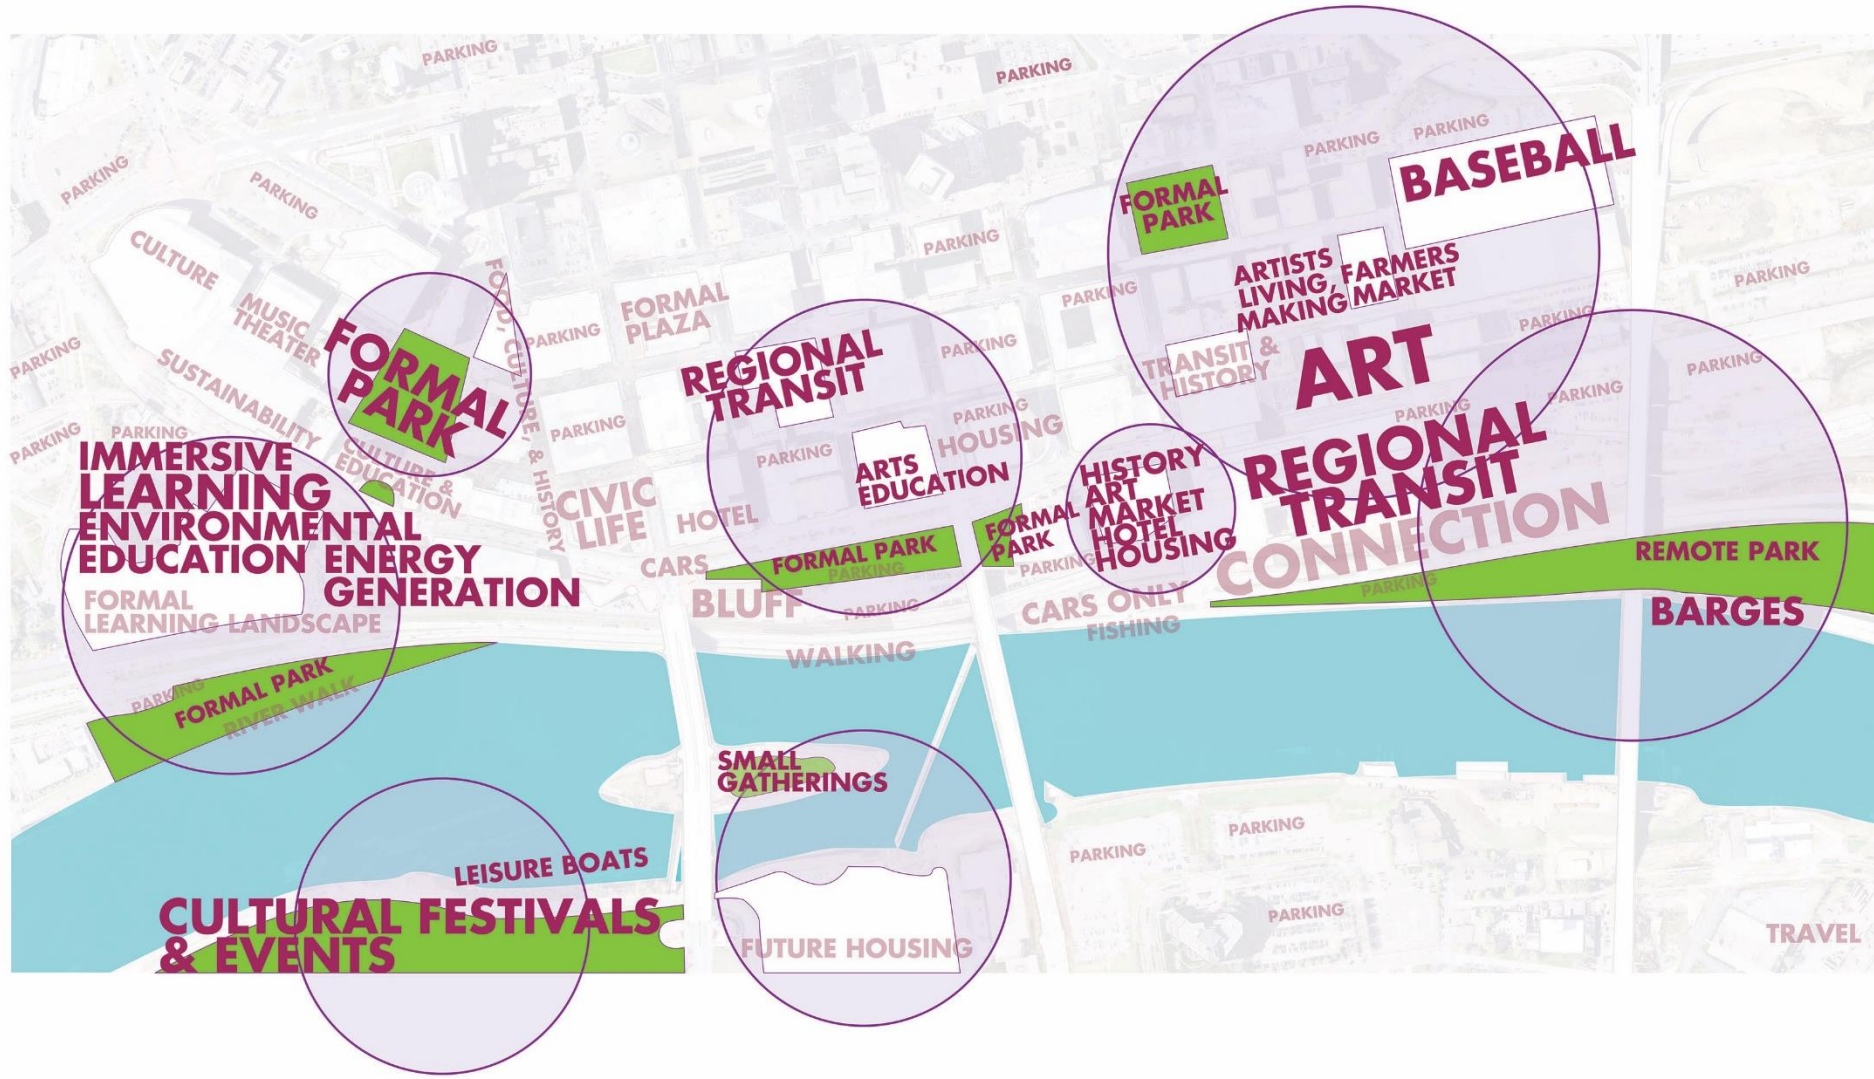 PARKING
PARKING
PARKING
PARKING
BASEBALL
PARKING
PARKING
FORMAL
PARK
CULTURE
PARKING
ARTISTS
LIVING,
MAKING
FARMERS
MARKET
PARKING
PARKING
MUSIC
THEATER
FOOD, CULTURE, & HISTORY
FORMAL
PLAZA
PARKING
PARKING
FORMAL
PARK
PARKING
PARKING
REGIONAL
TRANSIT
TRANSIT &
HISTORY
ART
PARKING
PARKING
SUSTAINABILITY
PARKING
PARKING
PARKING
PARKING
PARKING
PARKING
HOUSING
PARKING
REGIONAL
TRANSIT
CONNECTION
IMMERSIVE
LEARNING
ENVIRONMENTAL
EDUCATION
ENERGY
GENERATION
CULTURE &
EDUCATION
ARTS
EDUCATION
HISTORY
ART
MARKET
HOTEL
HOUSING
CIVIC
LIFE
HOTEL
CARS
FORMAL PARK
PARKING
FORMAL
PARK
PARKING
REMOTE PARK
PARKING
FORMAL
LEARNING LANDSCAPE
BLUFF
PARKING
CARS ONLY
FISHING
BARGES
WALKING
PARKING
FORMAL PARK
RIVER WALK
SMALL
GATHERINGS
PARKING
PARKING
LEISURE BOATS
CULTURAL FESTIVALS
& EVENTS
PARKING
FUTURE HOUSING
TRAVEL